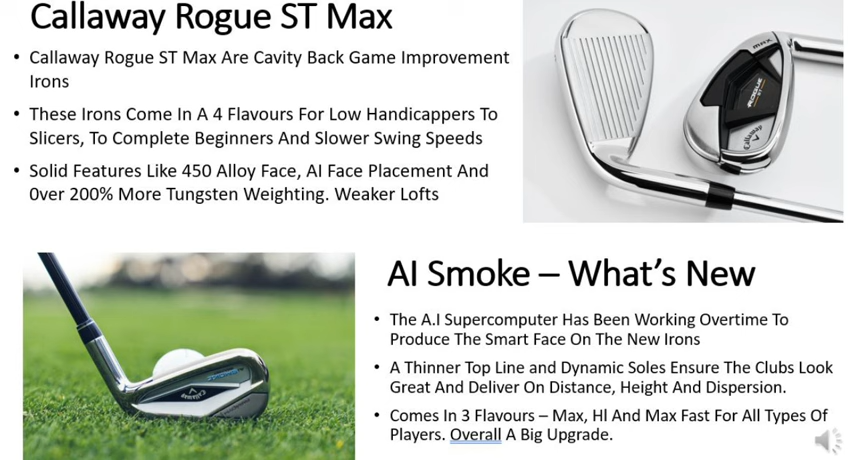 Callaway Rogue ST Max
• Callaway Rogue ST Max Are Cavity Back Game Improvement
Irons
• These Irons Come In A 4 Flavours For Low Handicappers To
Slicers, To Complete Beginners And Slower Swing Speeds
• Solid Features Like 450 Alloy Face, AI Face Placement And
0ver 200% More Tungsten Weighting. Weaker Lofts
MAX
ROGUE
ST
Callaway
AI Smoke – What’s New
• The A.I Supercomputer Has Been Working Overtime To
Produce The Smart Face On The New Irons
• A Thinner Top Line and Dynamic Soles Ensure The Clubs Look
Great And Deliver On Distance, Height And Dispersion.
• Comes In 3 Flavours – Max, HI And Max Fast For All Types Of
Players. Overall A Big Upgrade.
Callaway